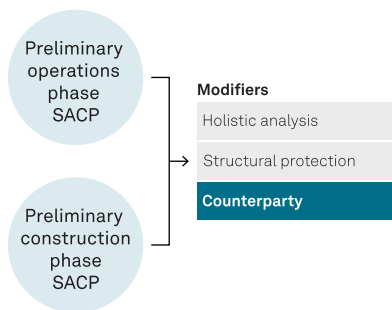 Preliminary
operations
phase
SACP
Modifiers
Holistic analysis
Structural protection
Counterparty
Preliminary
construction
phase
SACP